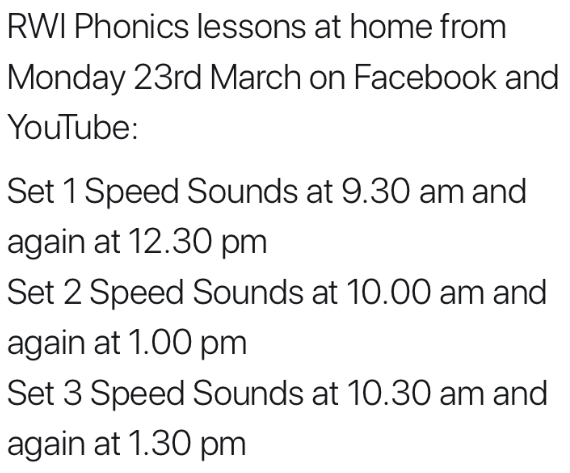 RWI Phonics lessons at home from
Monday 23rd March on Facebook and
YouTube:
Set 1 Speed Sounds at 9.30 am and
again at 12.30 pm
Set 2 Speed Sounds at 10.00 am and
again at 1.00 pm
Set 3 Speed Sounds at 10.30 am and
again at 1.30 pm